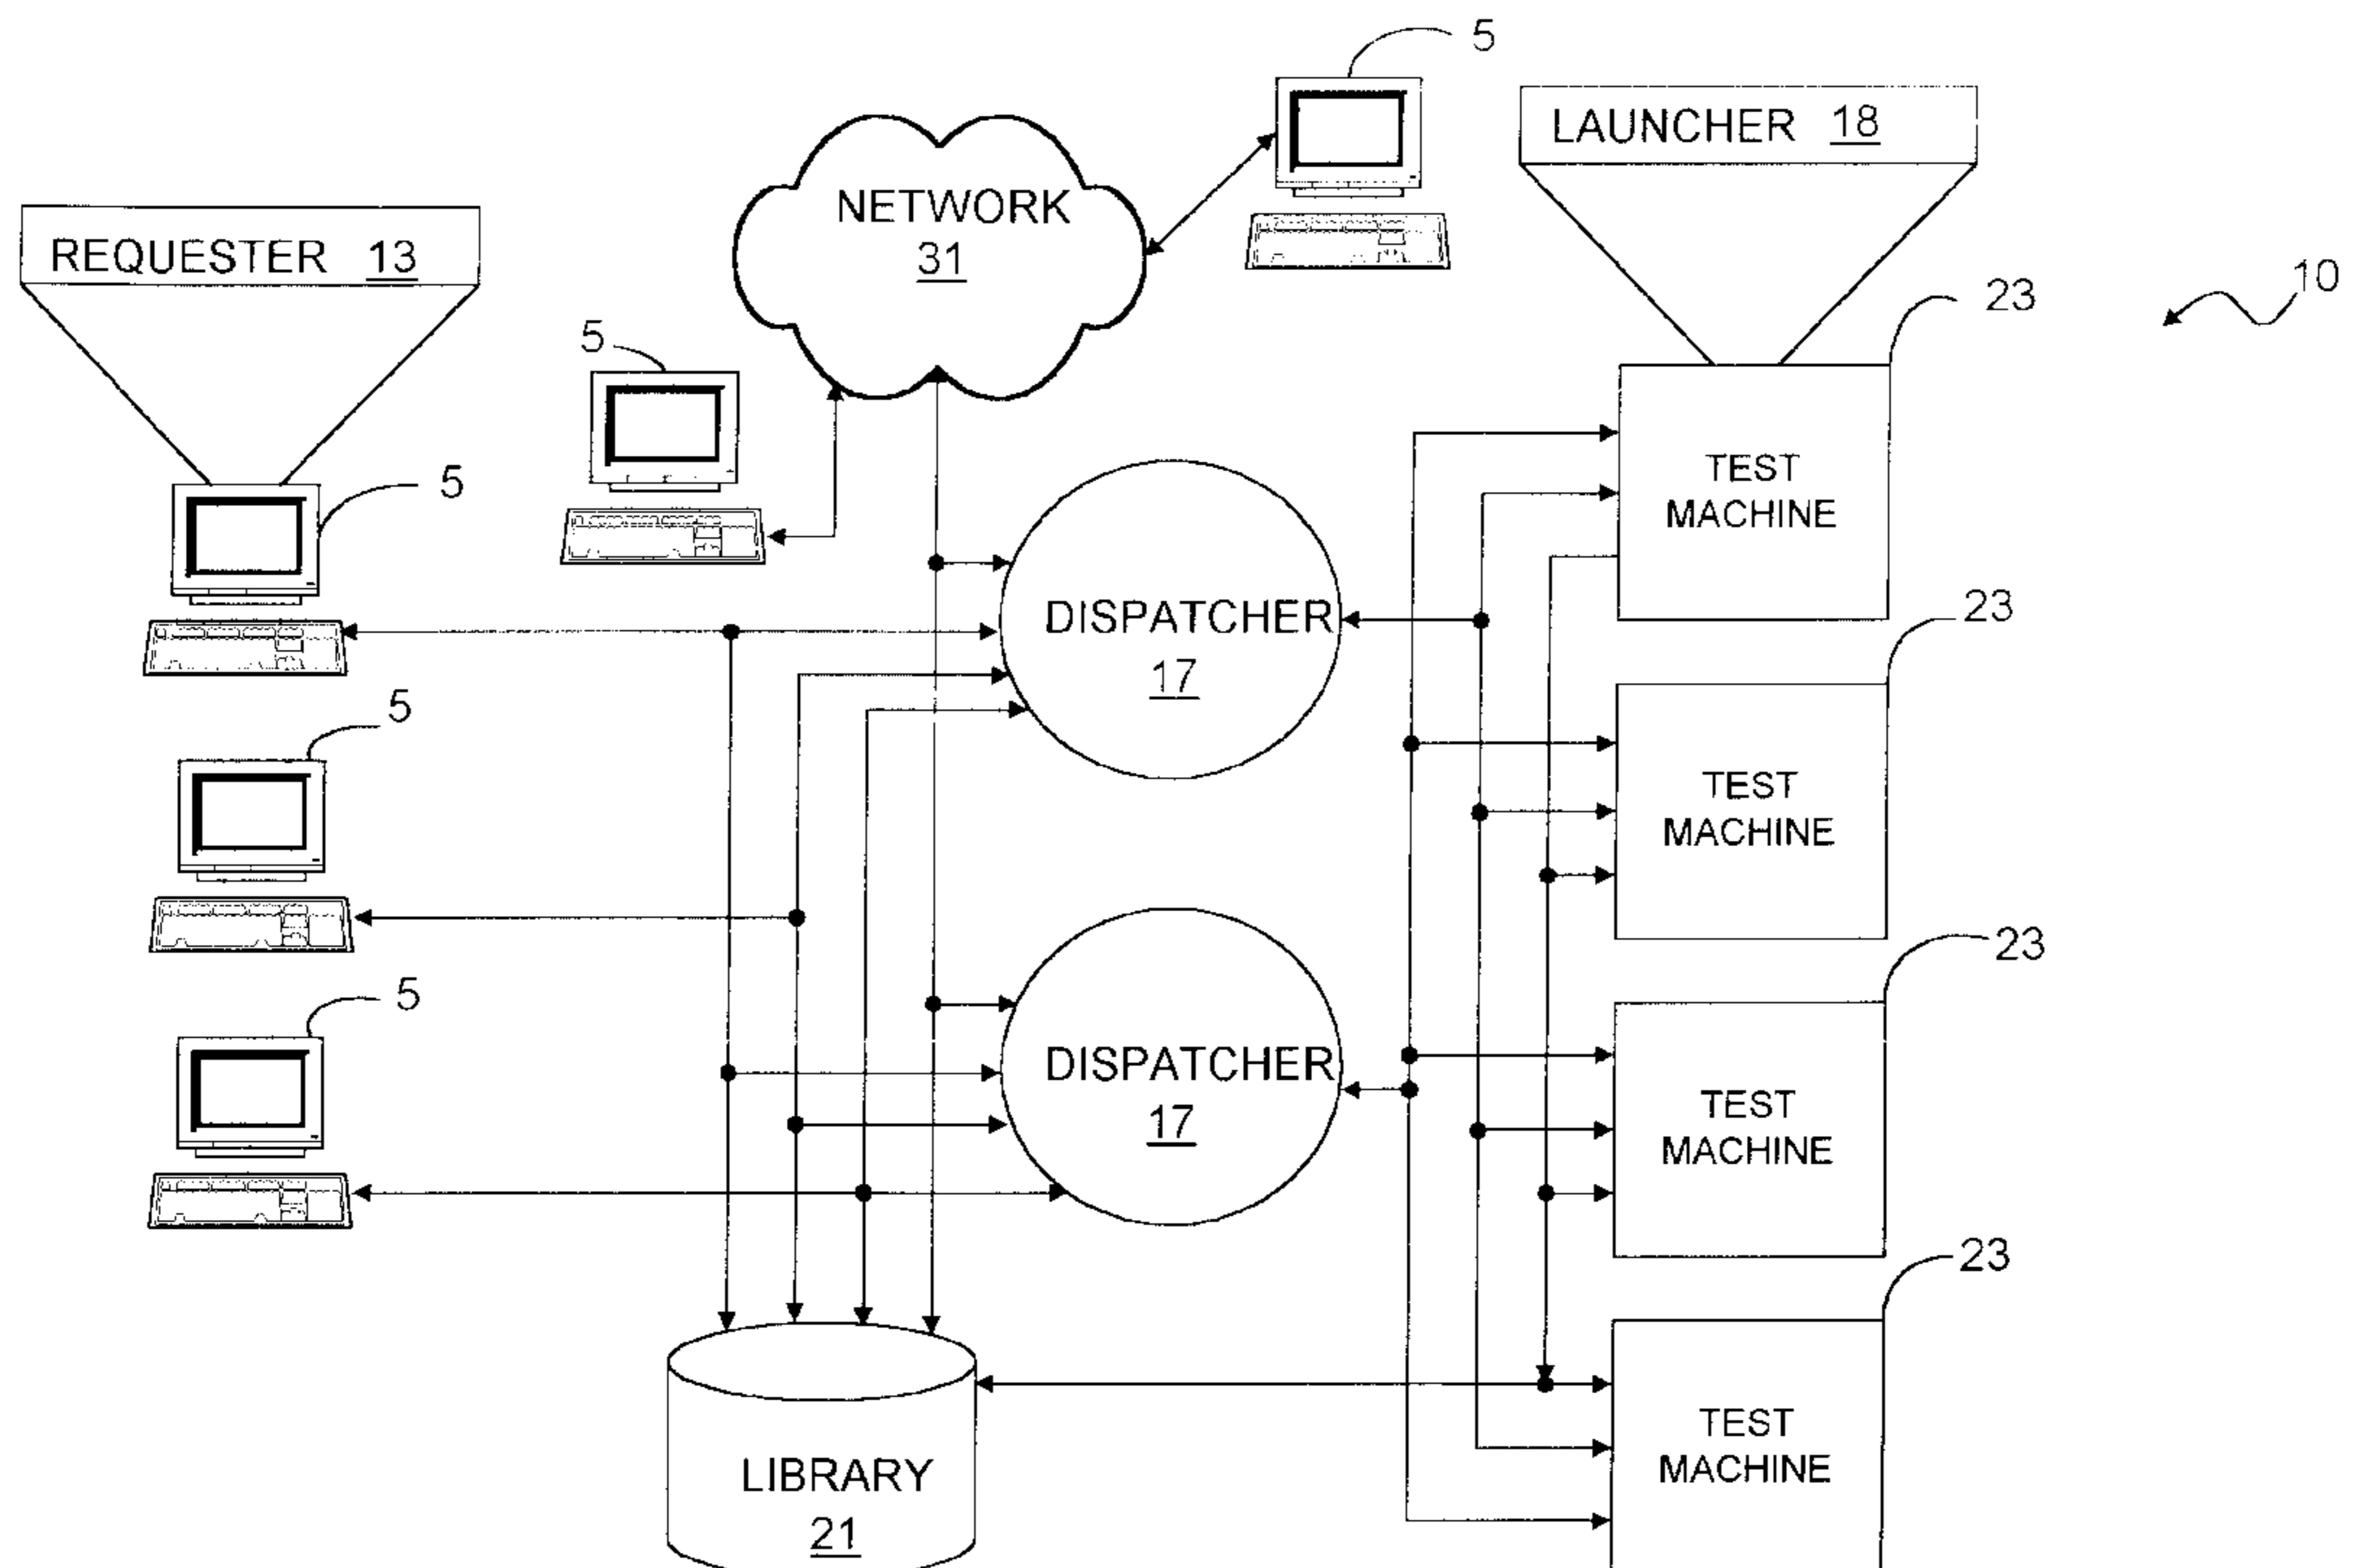 5
LAUNCHER 18
NETWORK
31
REQUESTER 13
10
23
5
5
TEST
MACHINE
DISPATCHER
17
23
5
TEST
MACHINE
23
5
DISPATCHER
17
TEST
MACHINE
23
TEST
MACHINE
LIBRARY
21